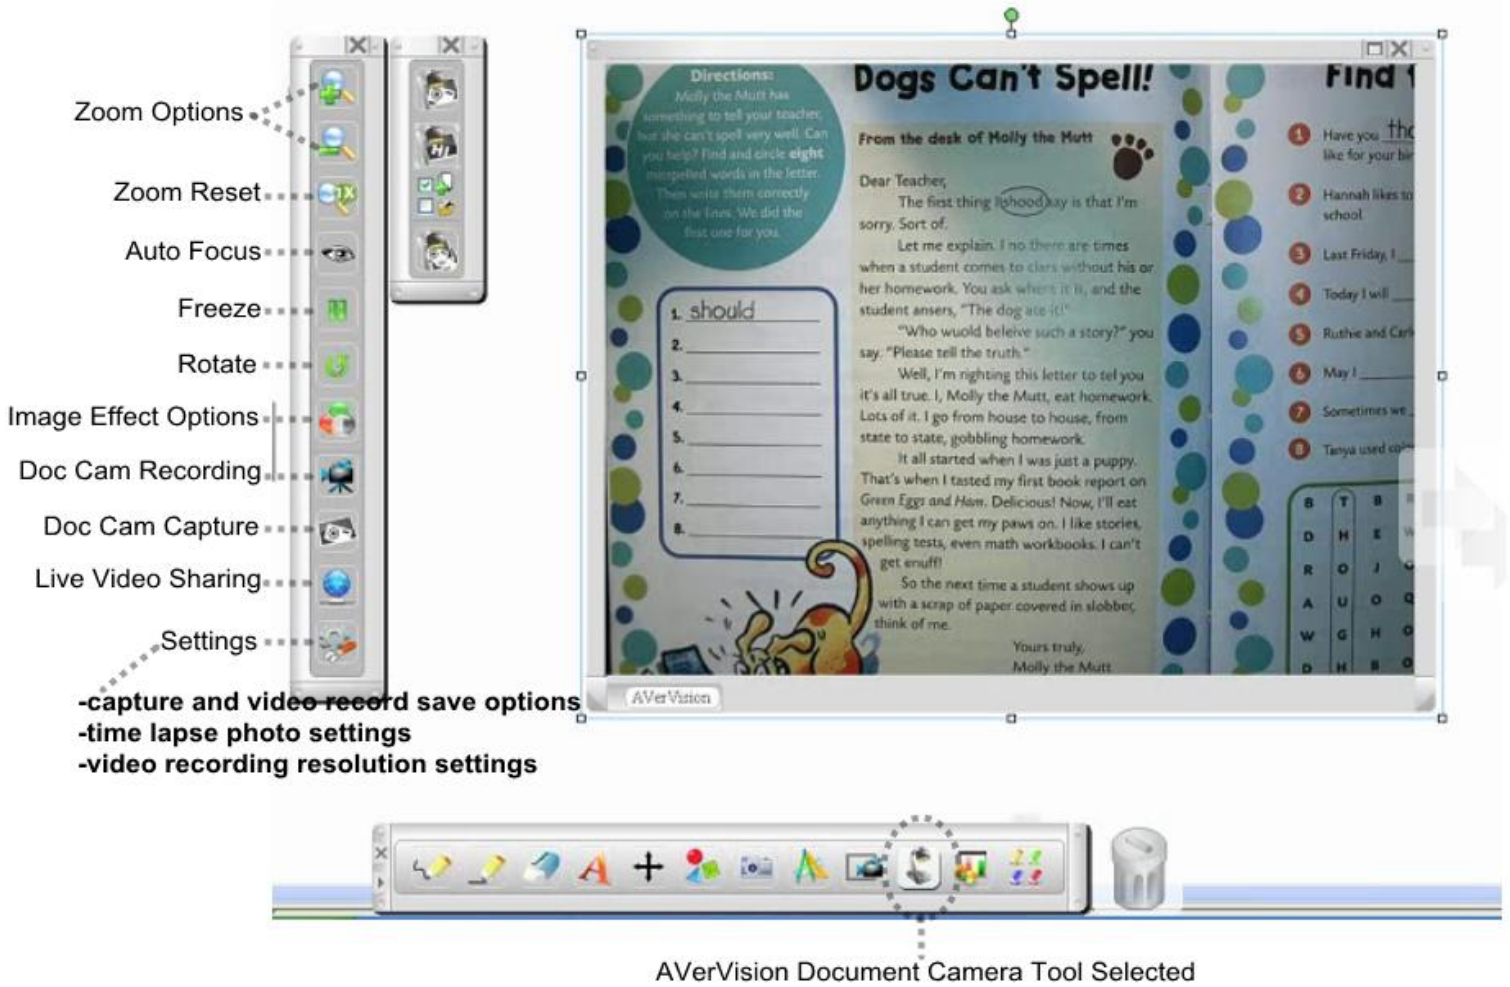 Zoom Options
Zoom Reset
Auto Focus
Freeze
Rotate
Image Effect Options
Doc Cam Recording
Doc Cam Capture
Live Video Sharing
Settings
-capture and video record save options
-time lapse photo settings
-video recording resolution settings
1X
Directions:
Molly the Mutt has
something to tell your teacher,
but she can't spell very well. Can
you help? Find and circle eight
misspelled words in the letter.
Then write them correctly
on the lines. We did the
first one for you.
1. should
2.
3.
4.
5.
6.
7.
8.
Dogs Can't Spell!
From the desk of Molly the Mutt
Dear Teacher,
The first thing I shood say is that I'm
sorry. Sort of.
Let me explain. I no there are times
when a student comes to clars without his or
her homework. You ask where it is, and the
student ansers, "The dog ate it!"
"Who wuold beleive such a story?" you
say. "Please tell the truth."
Well, I'm righting this letter to tel you
it's all true. I, Molly the Mutt, eat homework.
Lots of it. I go from house to house, from
state to state, gobbling homework.
It all started when I was just a puppy.
That's when I tasted my first book report on
Green Eggs and Ham. Delicious! Now, I'll eat
anything I can get my paws on. I like stories,
spelling tests, even math workbooks. I can't
get enuff!
So the next time a student shows up
with a scrap of paper covered in slobber,
think of me.
Yours truly,
Molly the Mutt
Find
1 Have you tho
like for your bir
2 Hannah likes to
school.
3 Last Friday, I
4 Today I will
5 Ruthie and Carl
6 May I
7 Sometimes we
8 Tanya used
B T B
D H E W
R O J
A U O Q
W G H O
D H R O
AVerVision
AVerVision Document Camera Tool Selected